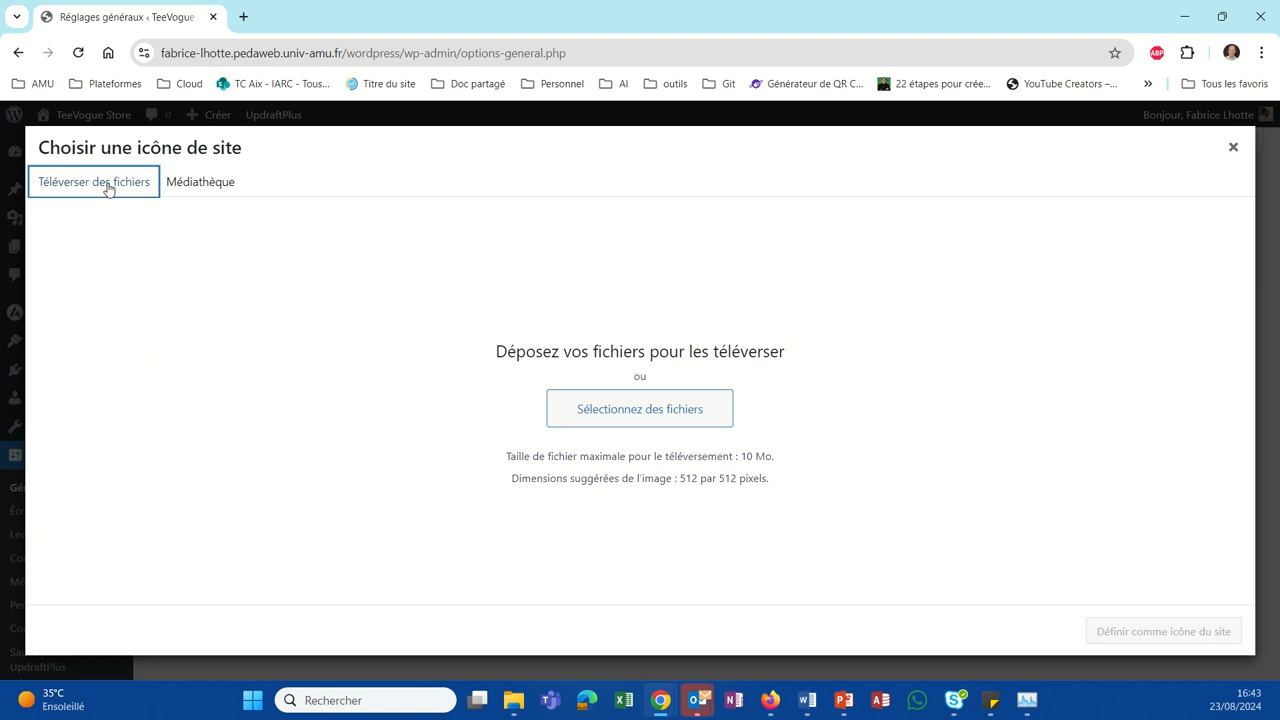 Réglages généraux ‹ TeeVogue
fabrice-lhotte.pedaweb.univ-amu.fr/wordpress/wp-admin/options-general.php
ABP
AMU
Plateformes
Cloud
TC Aix - IARC - Tous...
Titre du site
Doc partagé
Personnel
AI
outils
Git
Générateur de QR C...
22 étapes pour crée...
YouTube Creators –...
»
Tous les favoris
TeeVogue Store
0
Créer
UpdraftPlus
Bonjour, Fabrice Lhotte
Choisir une icône de site
Téléverser des fichiers
Médiathèque
Déposez vos fichiers pour les téléverser
ou
Sélectionnez des fichiers
Taille de fichier maximale pour le téléversement : 10 Mo.
Dimensions suggérées de l'image : 512 par 512 pixels.
Définir comme icône du site
UpdraftPlus
35°C
Ensoleillé
Rechercher
16:43
23/08/2024